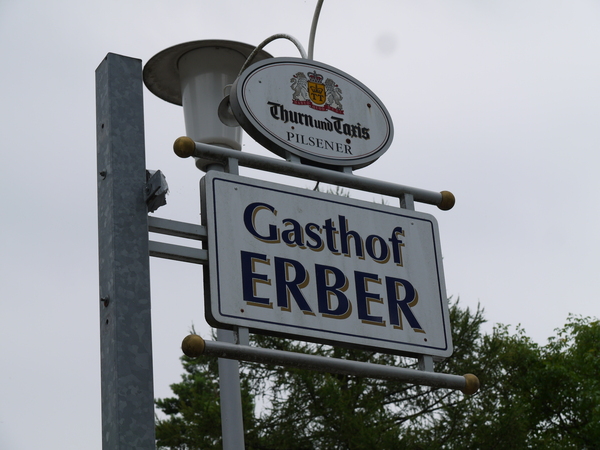 Thurn und Taxis
PILSENER
Gasthof
ERBER